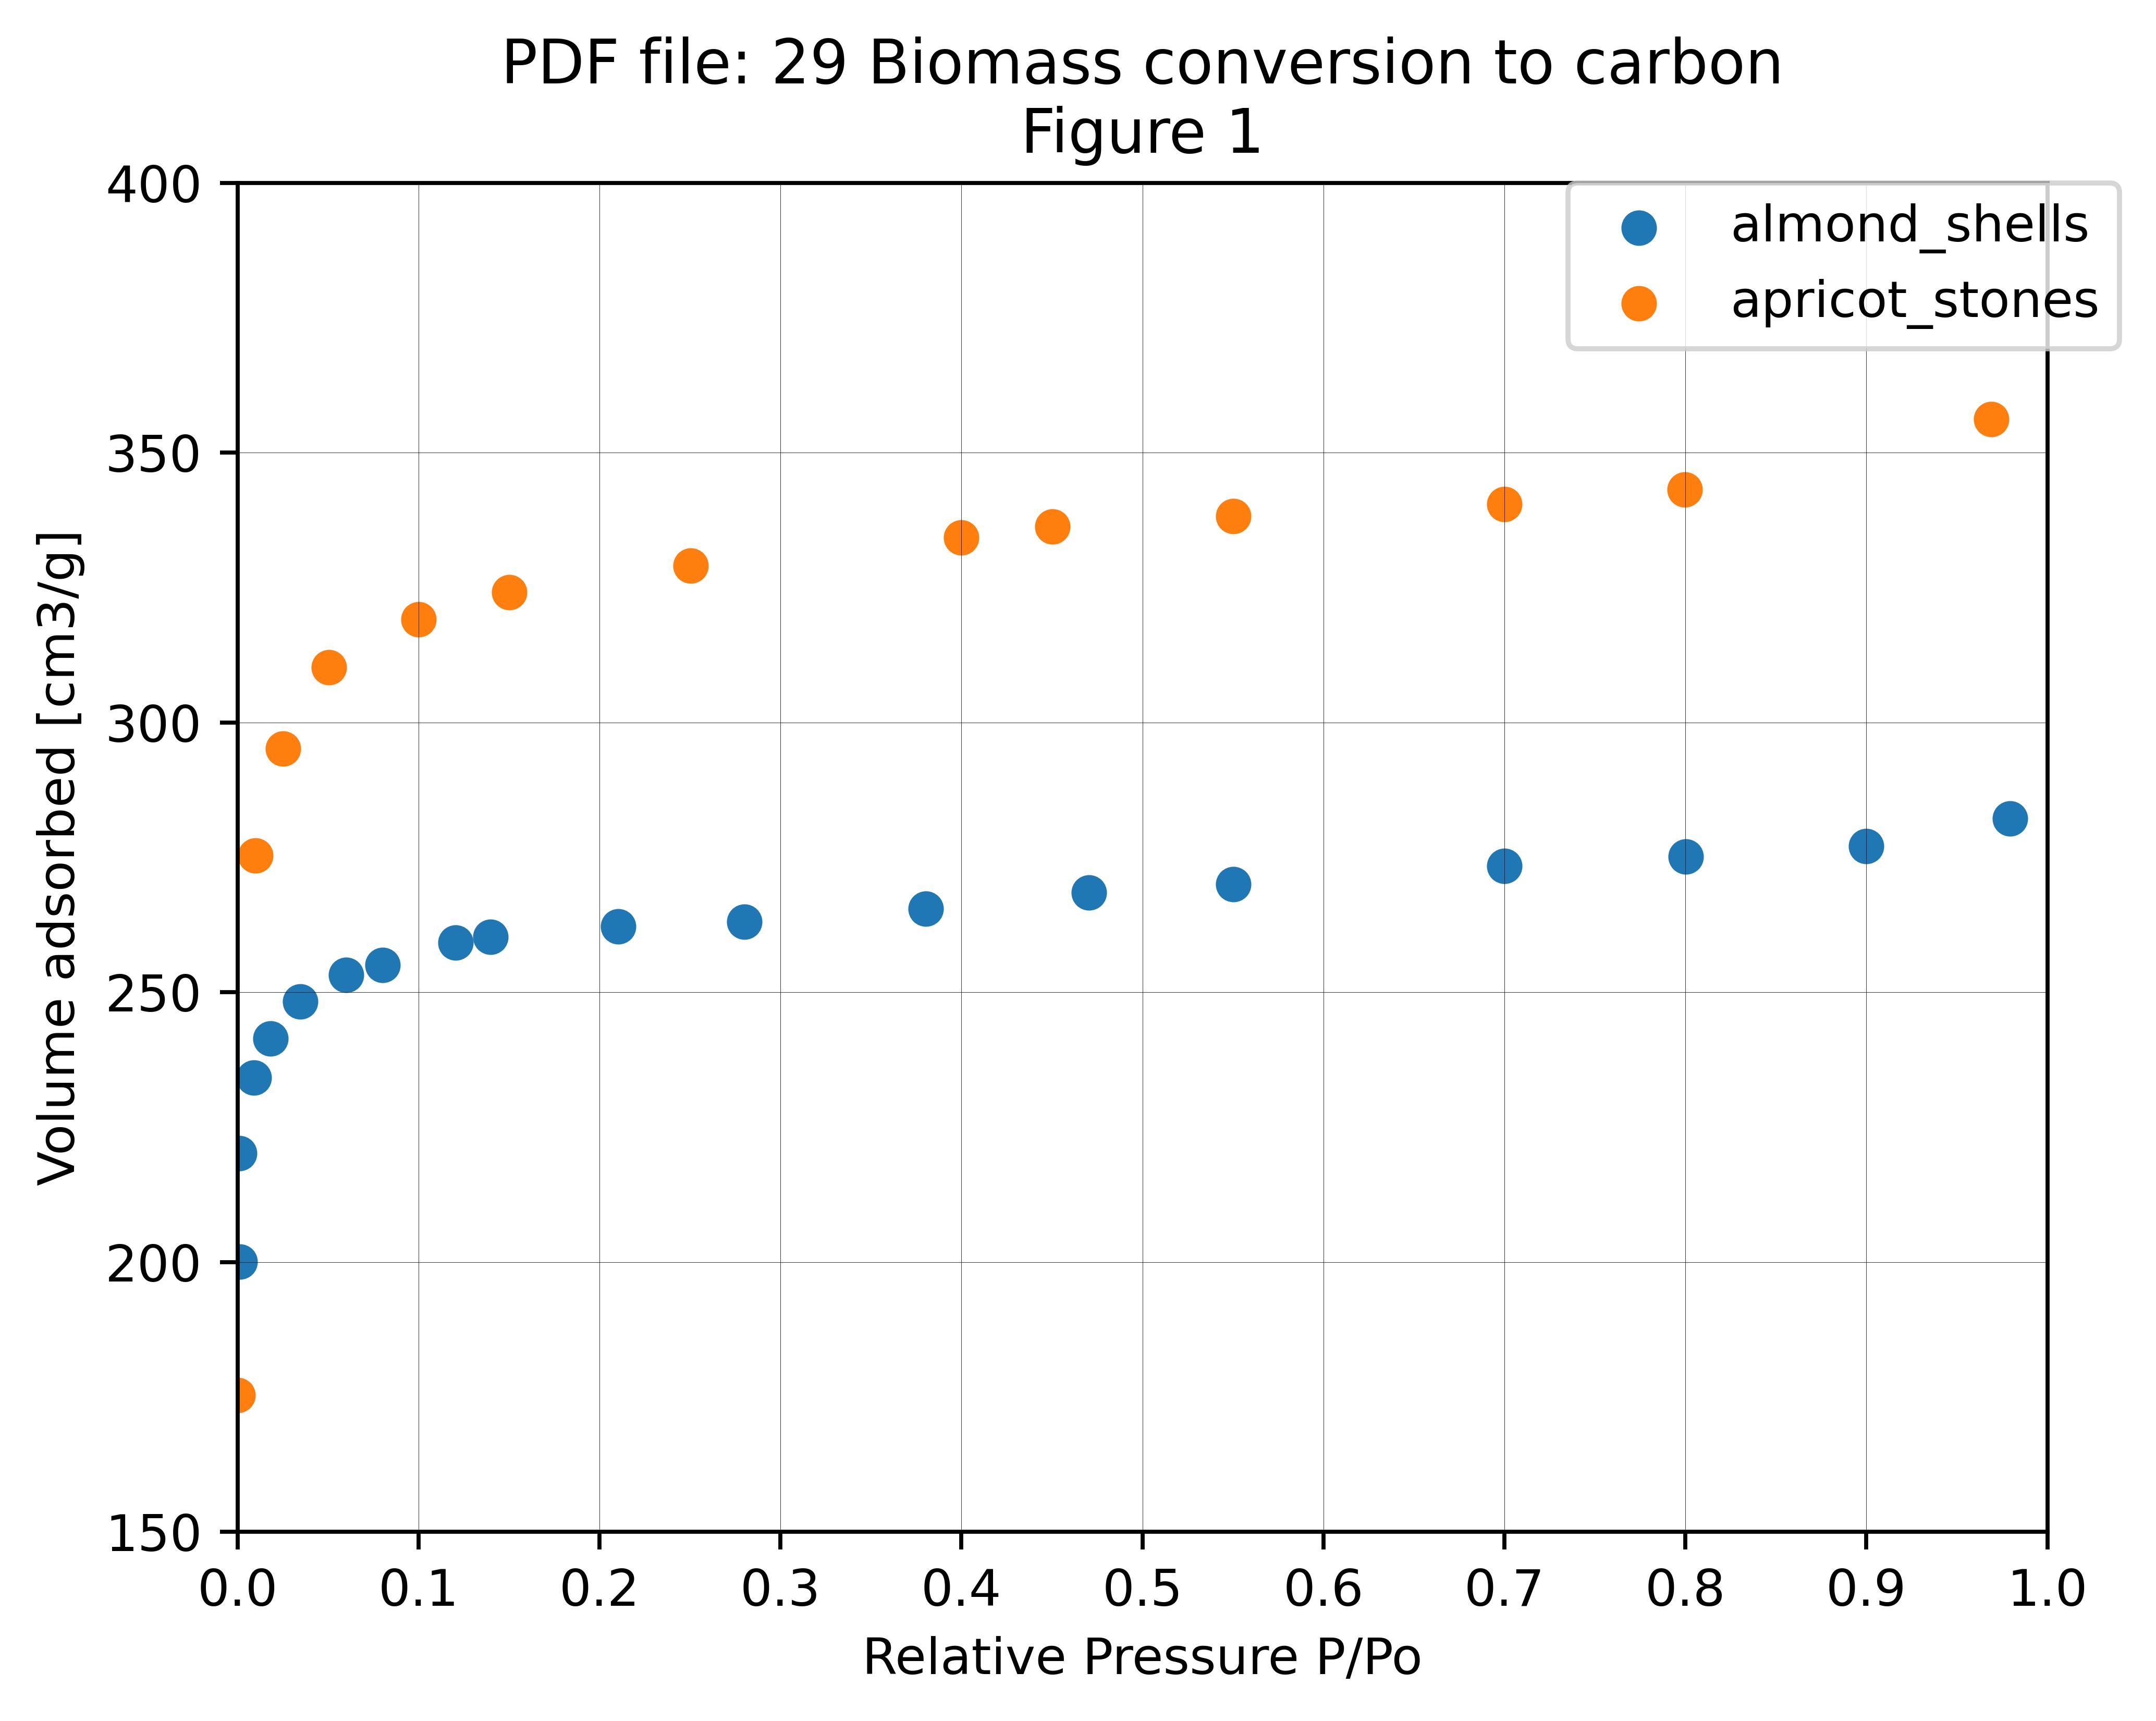 PDF file: 29 Biomass conversion to carbon
Figure 1
almond_shells
apricot_stones
Volume adsorbed [cm3/g]
400
350
300
250
200
150
0.0 0.1 0.2 0.3 0.4 0.5 0.6 0.7 0.8 0.9 1.0
Relative Pressure P/Po